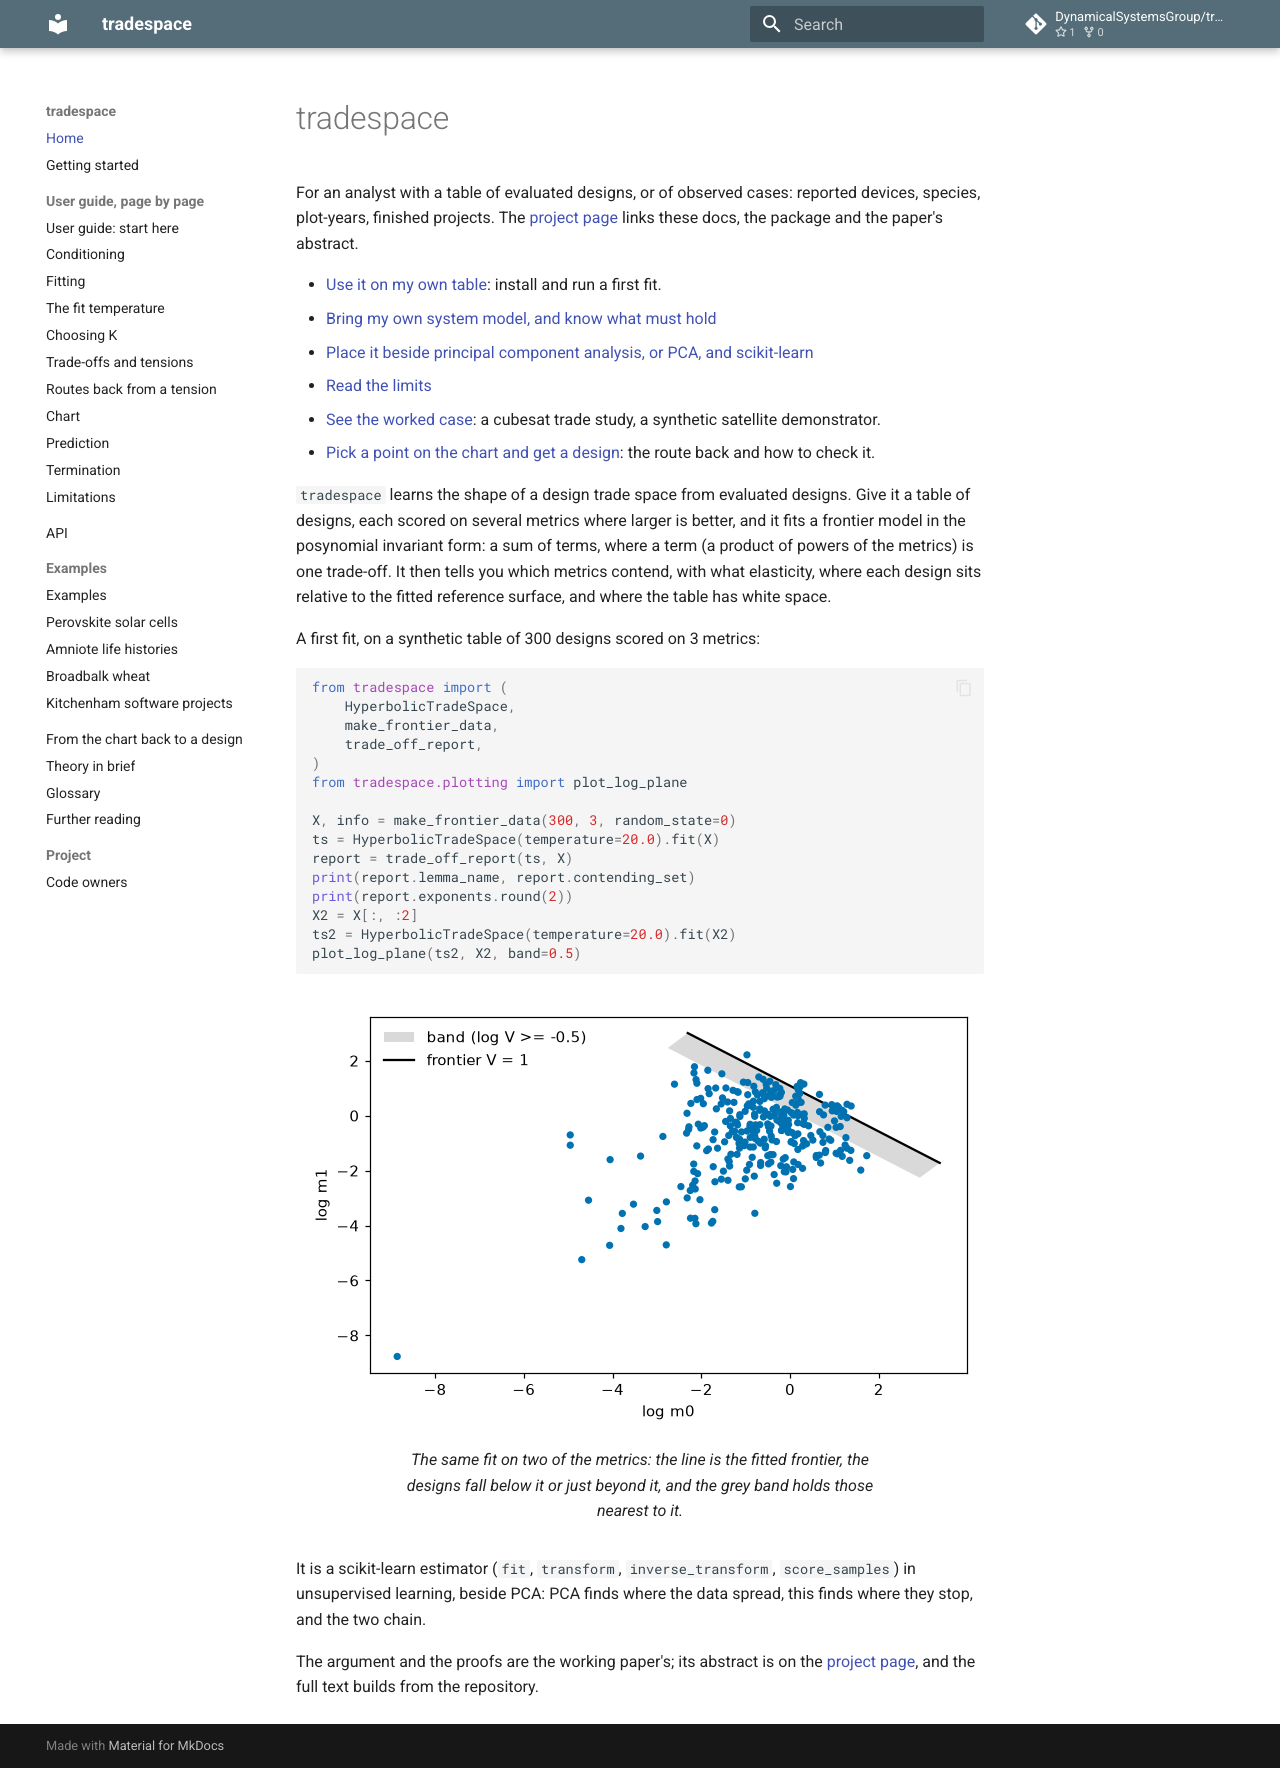 tradespace
Search
DynamicalSystemsGroup/tr...
1 0
tradespace
Home
Getting started
User guide, page by page
User guide: start here
Conditioning
Fitting
The fit temperature
Choosing K
Trade-offs and tensions
Routes back from a tension
Chart
Prediction
Termination
Limitations
API
Examples
Examples
Perovskite solar cells
Amniote life histories
Broadbalk wheat
Kitchenham software projects
From the chart back to a design
Theory in brief
Glossary
Further reading
Project
Code owners
tradespace
For an analyst with a table of evaluated designs, or of observed cases: reported devices, species,
plot-years, finished projects. The project page links these docs, the package and the paper's
abstract.
Use it on my own table: install and run a first fit.
Bring my own system model, and know what must hold
Place it beside principal component analysis, or PCA, and scikit-learn
Read the limits
See the worked case: a cubesat trade study, a synthetic satellite demonstrator.
Pick a point on the chart and get a design: the route back and how to check it.
tradespace learns the shape of a design trade space from evaluated designs. Give it a table of
designs, each scored on several metrics where larger is better, and it fits a frontier model in the
posynomial invariant form: a sum of terms, where a term (a product of powers of the metrics) is
one trade-off. It then tells you which metrics contend, with what elasticity, where each design sits
relative to the fitted reference surface, and where the table has white space.
A first fit, on a synthetic table of 300 designs scored on 3 metrics:
from tradespace import (
    HyperbolicTradeSpace,
    make_frontier_data,
    trade_off_report,
)
from tradespace.plotting import plot_log_plane
X, info = make_frontier_data(300, 3, random_state=0)
ts = HyperbolicTradeSpace(temperature=20.0).fit(X)
report = trade_off_report(ts, X)
print(report.lemma_name, report.contending_set)
print(report.exponents.round(2))
X2 = X[:, :2]
ts2 = HyperbolicTradeSpace(temperature=20.0).fit(X2)
plot_log_plane(ts2, X2, band=0.5)
band (log V >= -0.5)
frontier V = 1
2
0
−2
−4
−6
−8
log m1
−8 −6 −4 −2 0 2
log m0
The same fit on two of the metrics: the line is the fitted frontier, the
designs fall below it or just beyond it, and the grey band holds those
nearest to it.
It is a scikit-learn estimator (fit, transform, inverse_transform, score_samples) in
unsupervised learning, beside PCA: PCA finds where the data spread, this finds where they stop,
and the two chain.
The argument and the proofs are the working paper's; its abstract is on the project page, and the
full text builds from the repository.
Made with Material for MkDocs